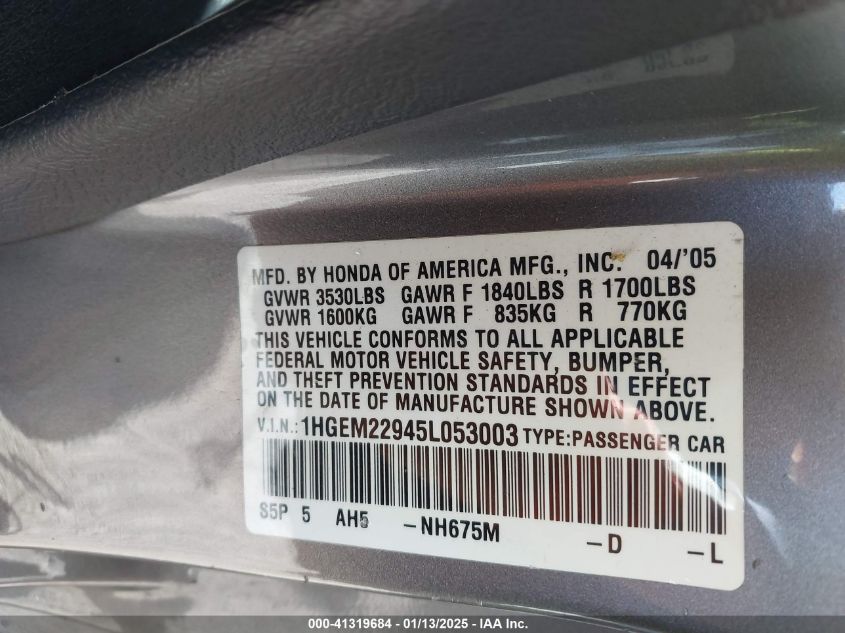 MFD. BY HONDA OF AMERICA MFG., INC. 04/'05
GVWR 3530LBS GAWR F 1840LBS R 1700LBS
GVWR 1600KG GAWR F 835KG R 770KG
THIS VEHICLE CONFORMS TO ALL APPLICABLE
FEDERAL MOTOR VEHICLE SAFETY, BUMPER,
AND THEFT PREVENTION STANDARDS IN EFFECT
ON THE DATE OF MANUFACTURE SHOWN ABOVE.
V.I.N.: 1HGEM22945L053003 TYPE:PASSENGER CAR
S5P 5 AH5 -NH675M -D -L
000-41319684 - 01/13/2025 - IAA Inc.